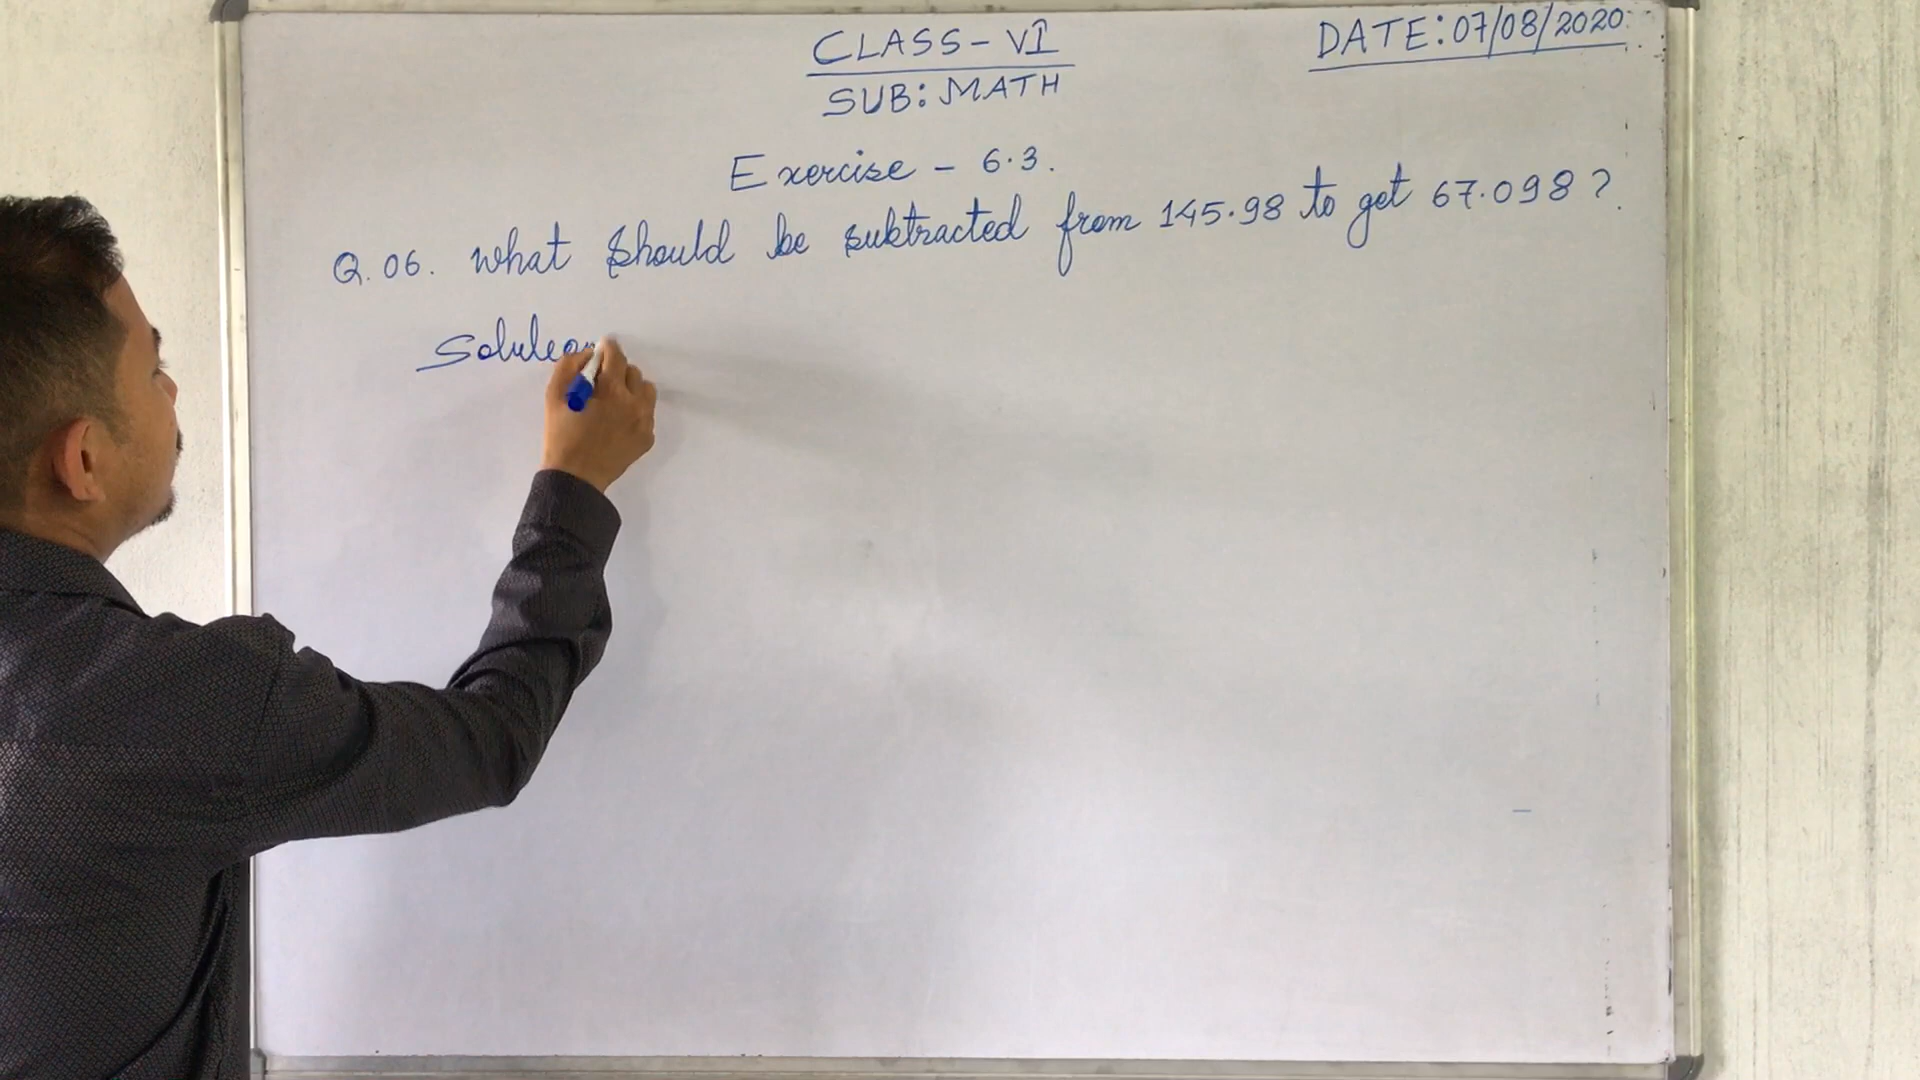 CLASS - VI
SUB: MATH
DATE: 07/08/2020
Exercise - 6.3.
Q. 06. What should be subtracted from 145.98 to get 67.098?